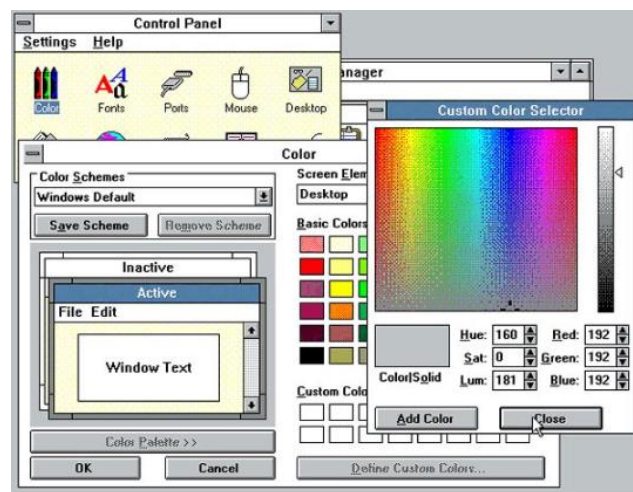 Control Panel
Settings Help
Color Fonts Ports Mouse Desktop
anager
Custom Color Selector
Color
Color Schemes
Windows Default
Save Scheme Remove Scheme
Screen Elem
Desktop
Basic Colors
Inactive
Active
File Edit
Window Text
Hue: 160 Red: 192
Sat: 0 Green: 192
Color|Solid Lum: 181 Blue: 192
Custom Colo
Add Color Close
Color Palette >>
OK Cancel
Define Custom Colors...